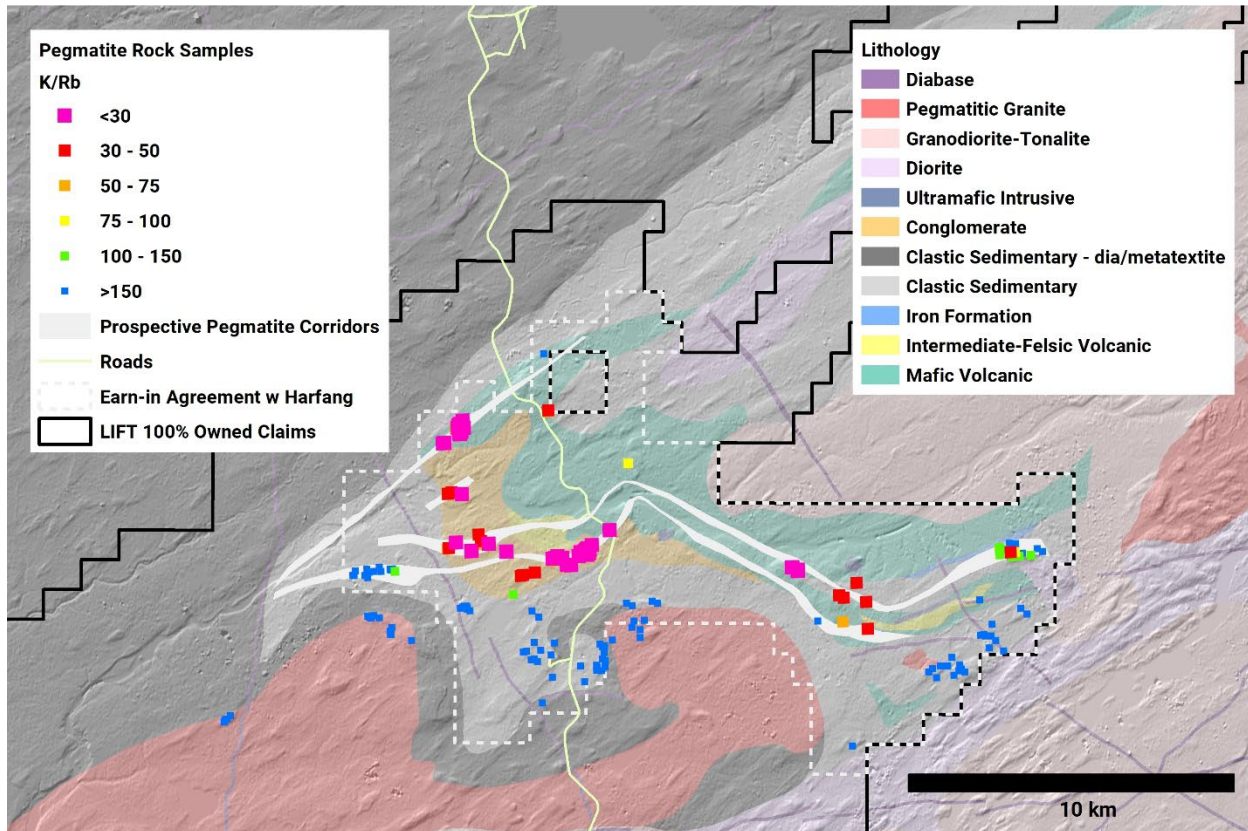 Pegmatite Rock Samples
K/Rb
<30
30 - 50
50 - 75
75 - 100
100 - 150
>150
Prospective Pegmatite Corridors
Roads
Earn-in Agreement w Harfang
LIFT 100% Owned Claims
Lithology
Diabase
Pegmatitic Granite
Granodiorite-Tonalite
Diorite
Ultramafic Intrusive
Conglomerate
Clastic Sedimentary - dia/metatextite
Clastic Sedimentary
Iron Formation
Intermediate-Felsic Volcanic
Mafic Volcanic
10 km